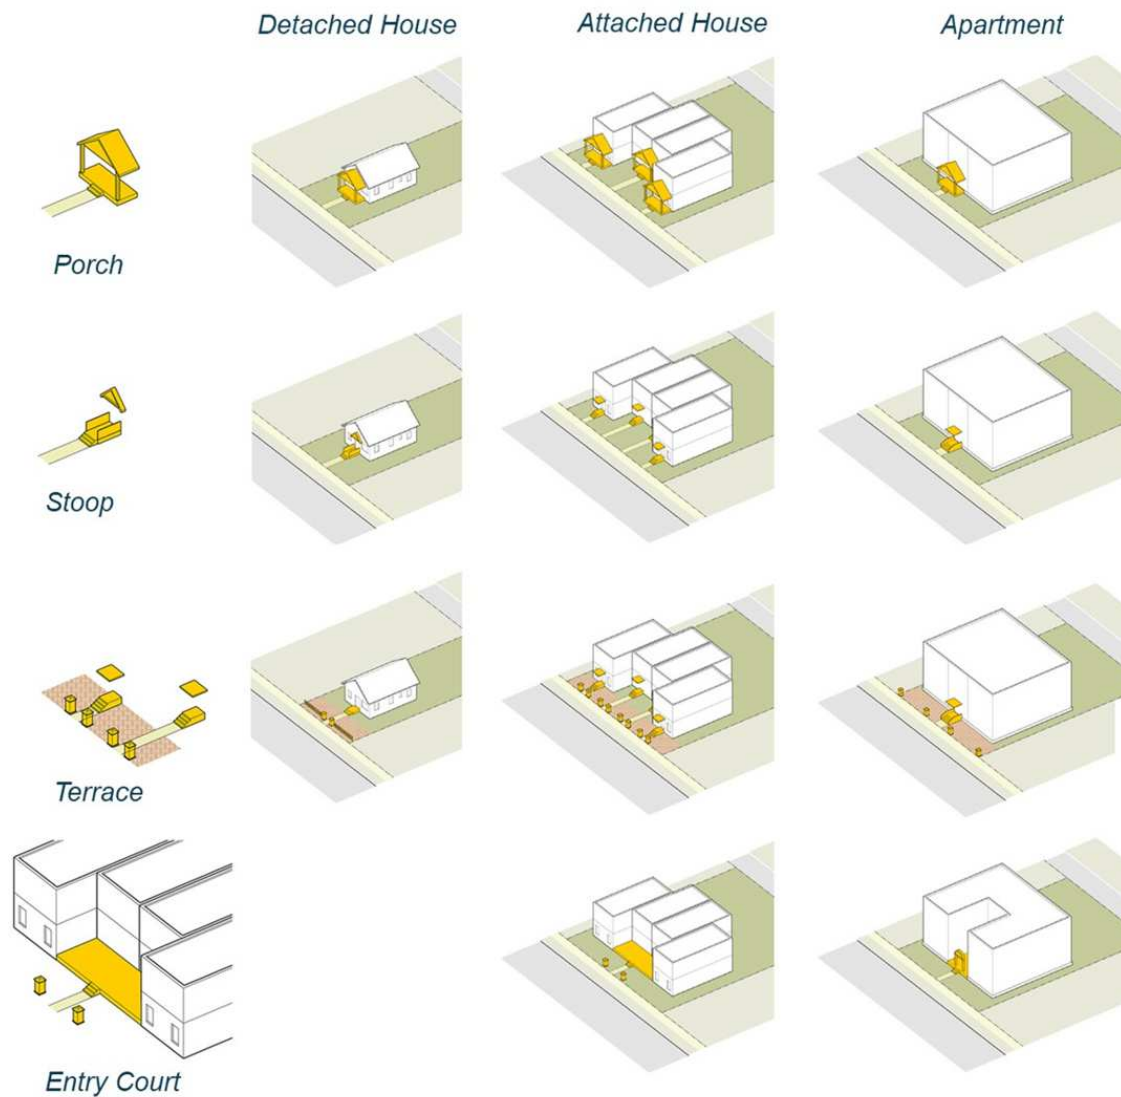 Detached House
Attached House
Apartment
Porch
Stoop
Terrace
Entry Court